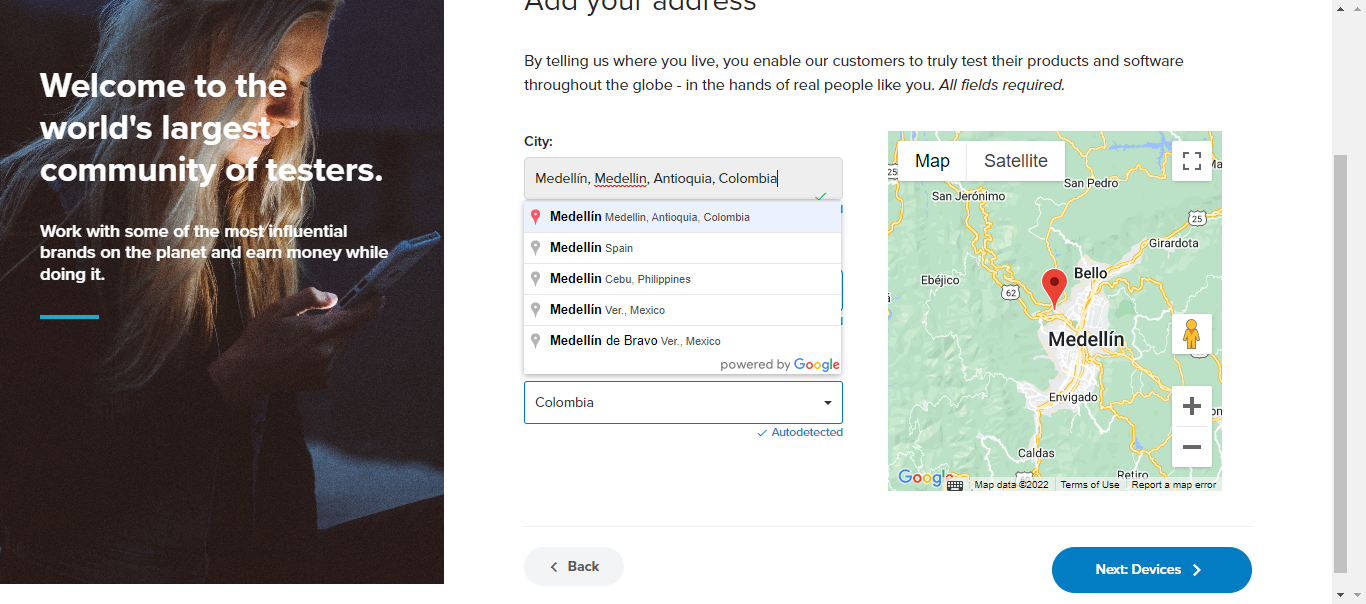 Add your address
Welcome to the
world's largest
community of testers.
Work with some of the most influential
brands on the planet and earn money while
doing it.
By telling us where you live, you enable our customers to truly test their products and software
throughout the globe - in the hands of real people like you. All fields required.
City:
Medellín, Medellin, Antioquia, Colombia
Medellín Medellin, Antioquia, Colombia
Medellín Spain
Medellin Cebu, Philippines
Medellín Ver., Mexico
Medellín de Bravo Ver., Mexico
powered by Google
Colombia
Autodetected
Map
Satellite
25
San Pedro
San Jerónimo
25
Girardota
Ebéjico
62
Bello
Medellín
Envigado
Caldas
Retiro
Google
Map data ©2022
Terms of Use
Report a map error
Back
Next: Devices